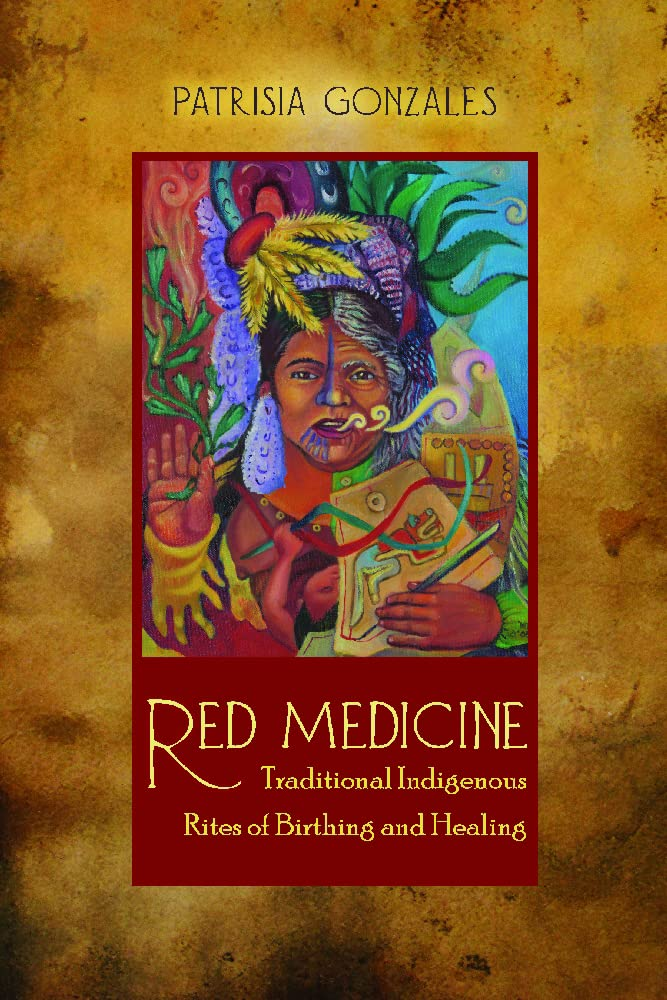 PATRISIA GONZALES
RED MEDICINE
Traditional Indigenous
Rites of Birthing and Healing